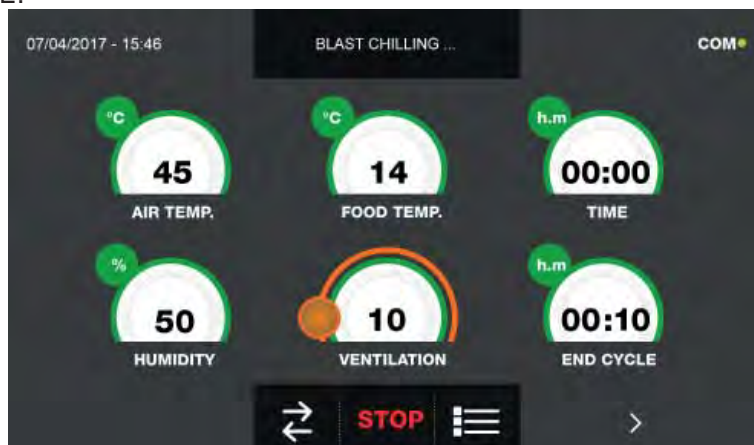 07/04/2017 - 15:46 BLAST CHILLING ... COM
°C °C h.m
45 14 00:00
AIR TEMP. FOOD TEMP. TIME
% h.m
50 10 00:10
HUMIDITY VENTILATION END CYCLE
STOP >